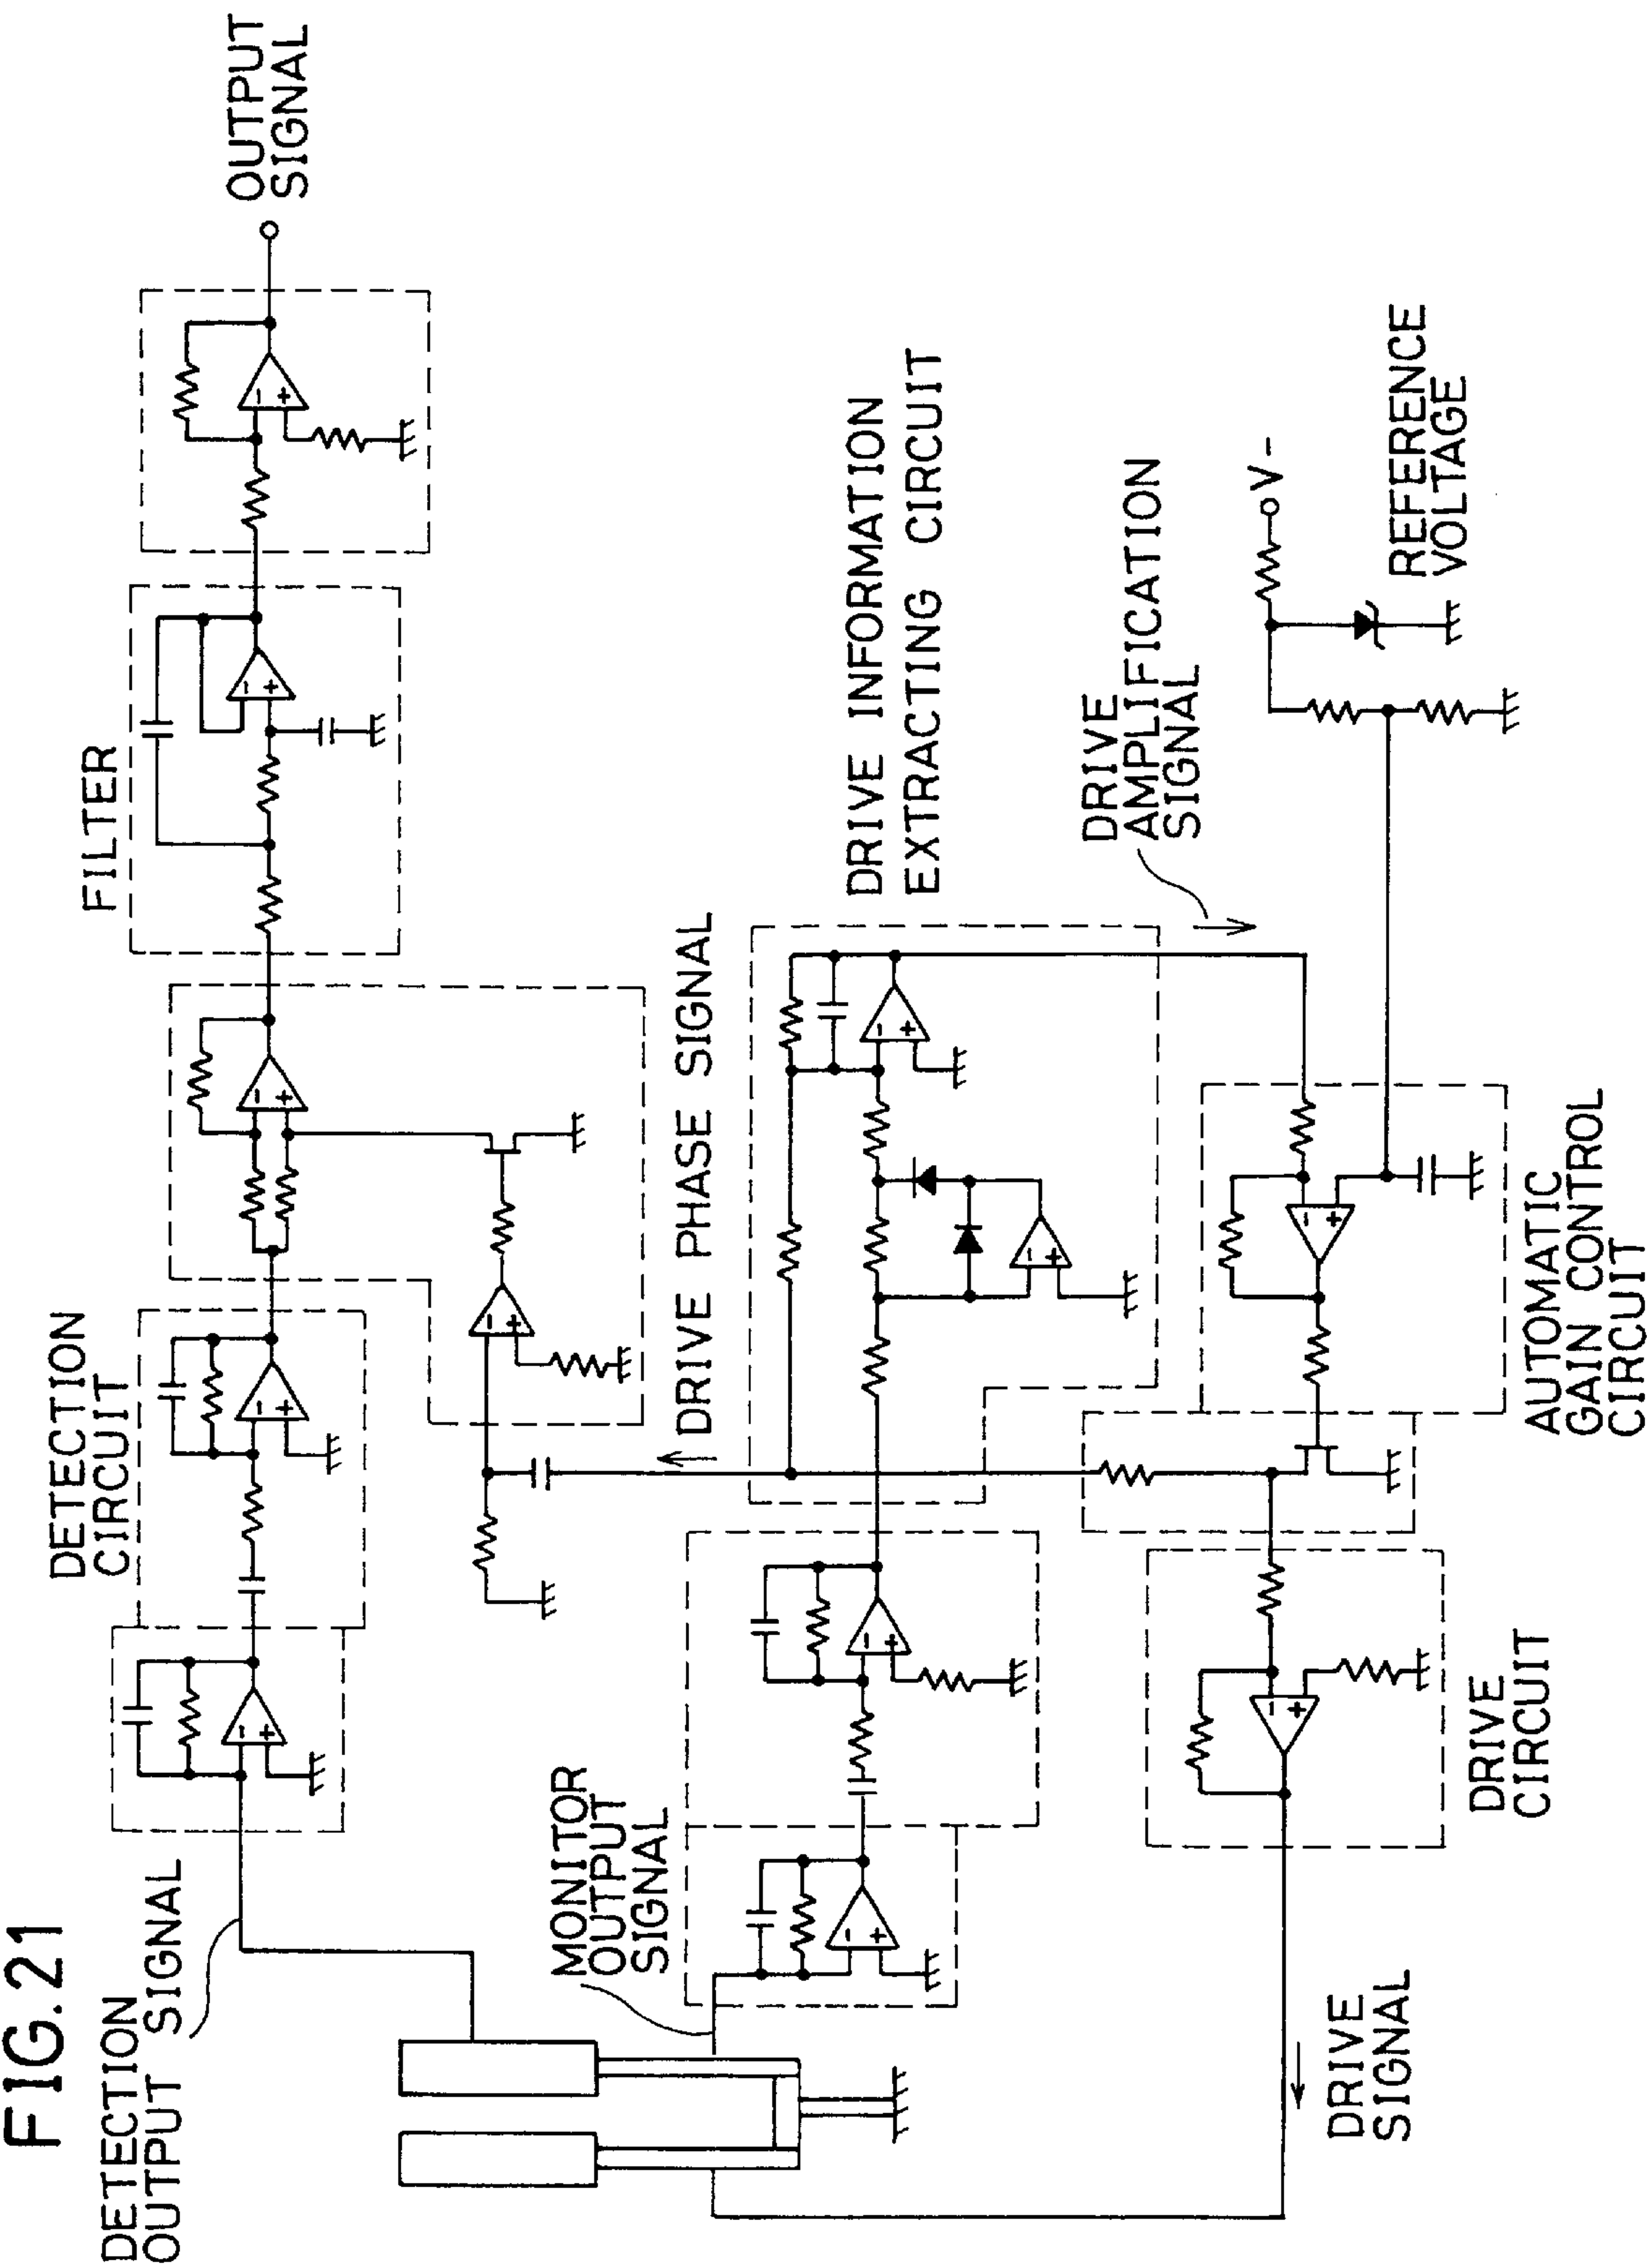 FIG.21
DETECTION
OUTPUT SIGNAL
DETECTION
CIRCUIT
FILTER
OUTPUT
SIGNAL
MONITOR
OUTPUT
SIGNAL
DRIVE PHASE SIGNAL
DRIVE INFORMATION
EXTRACTING CIRCUIT
DRIVE
AMPLIFICATION
SIGNAL
V-
REFERENCE
VOLTAGE
AUTOMATIC
GAIN CONTROL
CIRCUIT
DRIVE
CIRCUIT
DRIVE
SIGNAL